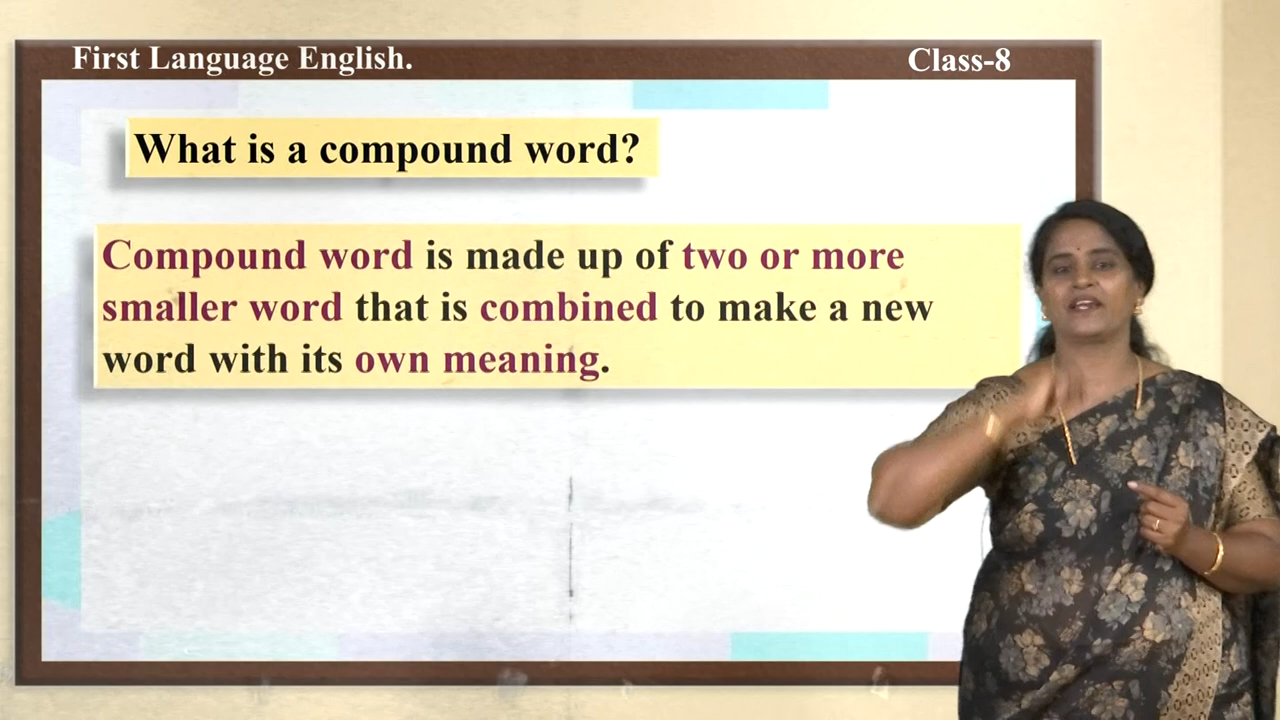 First Language English.
Class-8
What is a compound word?
Compound word is made up of two or more
smaller word that is combined to make a new
word with its own meaning.